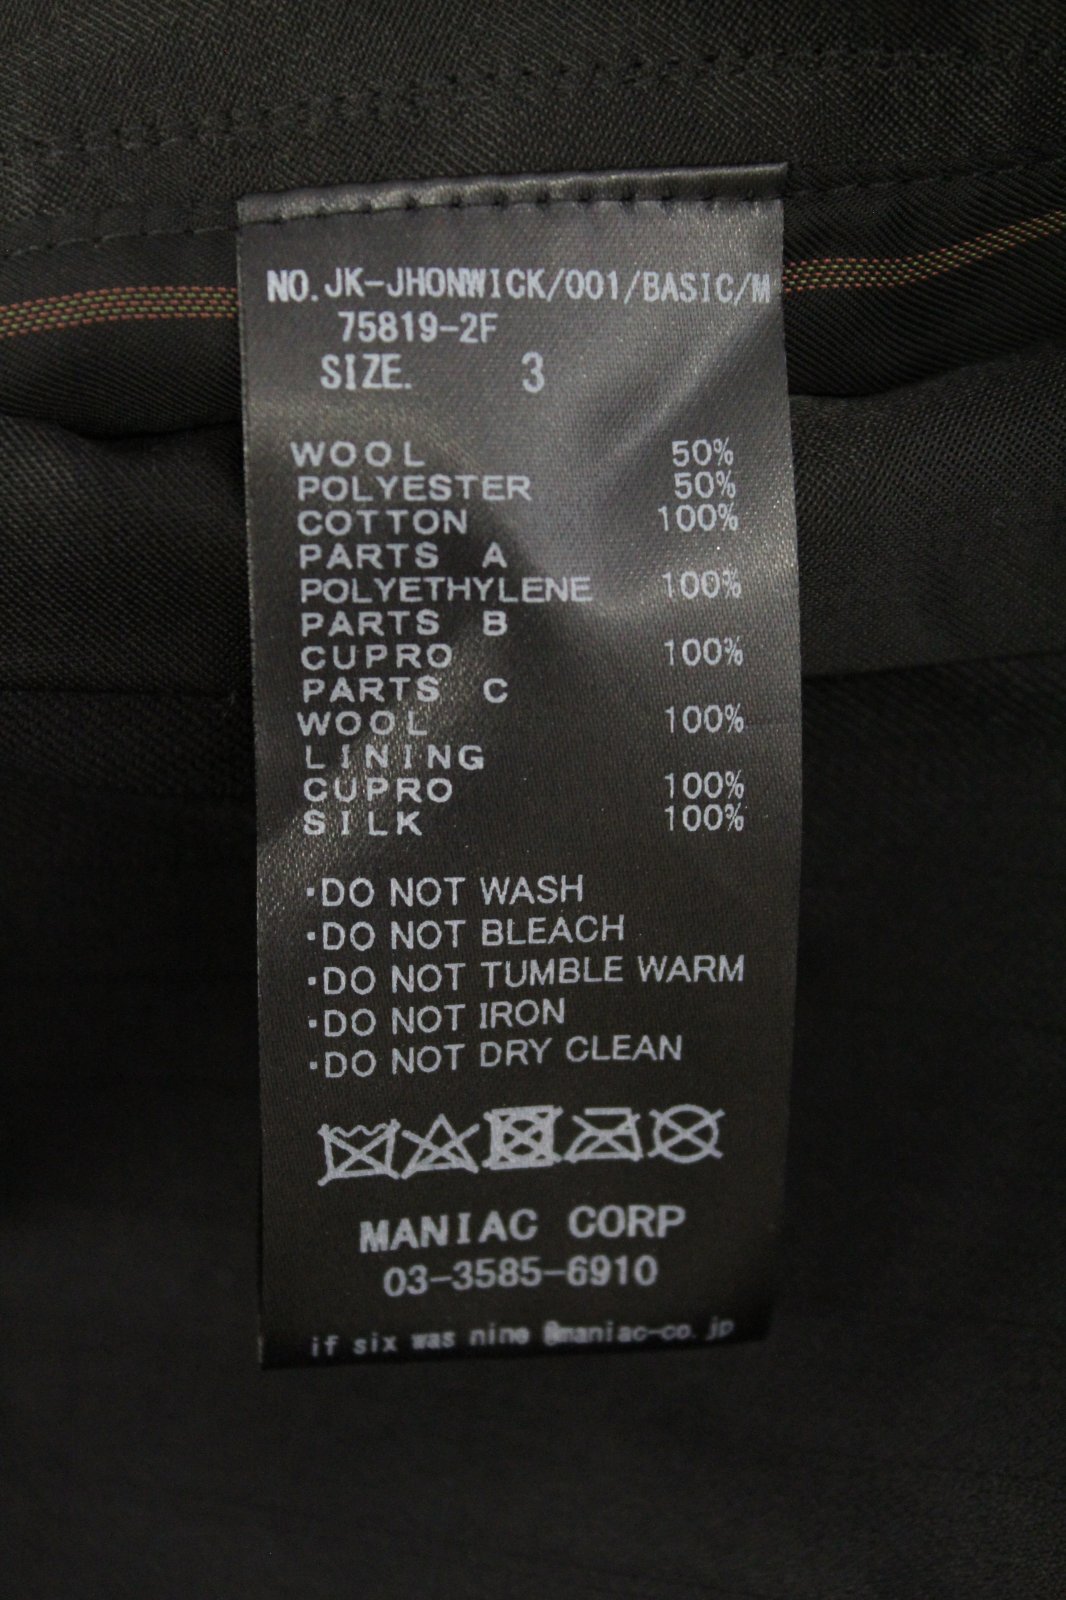 NO.JK-JHONWICK/001/BASIC/M
75819-2F
SIZE. 3
WOOL 50%
POLYESTER 50%
COTTON 100%
PARTS A
POLYETHYLENE 100%
PARTS B
CUPRO 100%
PARTS C
WOOL 100%
LINING
CUPRO 100%
SILK 100%
・DO NOT WASH
・DO NOT BLEACH
・DO NOT TUMBLE WARM
・DO NOT IRON
・DO NOT DRY CLEAN
MANIAC CORP
03-3585-6910
if six was nine @maniac-co.jp